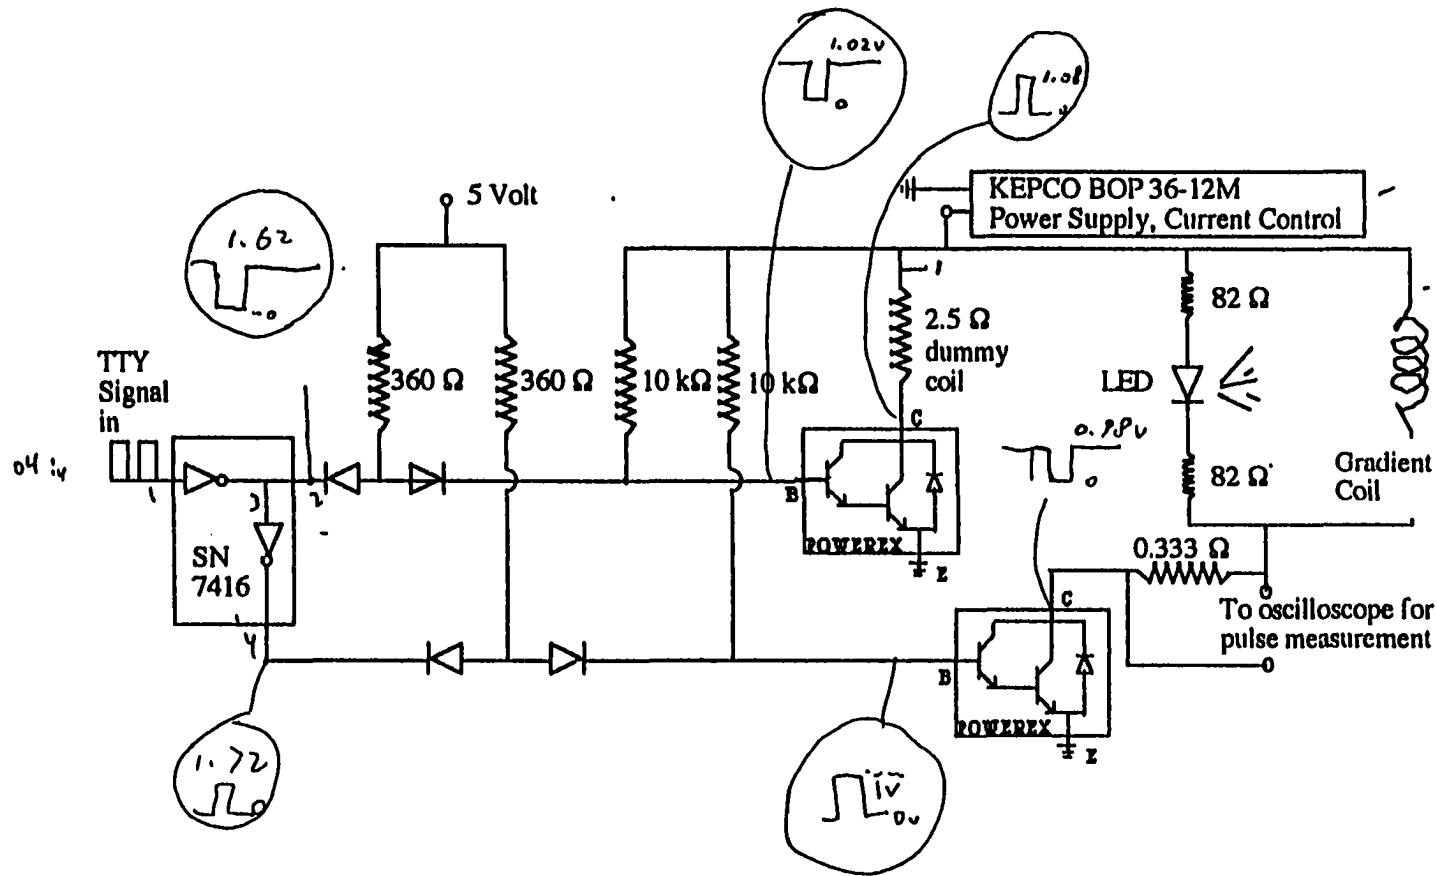 1.02v
0
1.08
5 Volt
KEPCO BOP 36-12M
Power Supply, Current Control
1.62
0
82 Ω
2.5 Ω
dummy
coil
TTY
Signal
in
360 Ω
360 Ω
10 kΩ
10 kΩ
LED
C
0.98v
0
1
3
2
B
82 Ω
Gradient
Coil
SN
7416
POWEREX
E
0.333 Ω
C
To oscilloscope for
pulse measurement
4
B
POWEREX
E
1.72
0
1v
0v